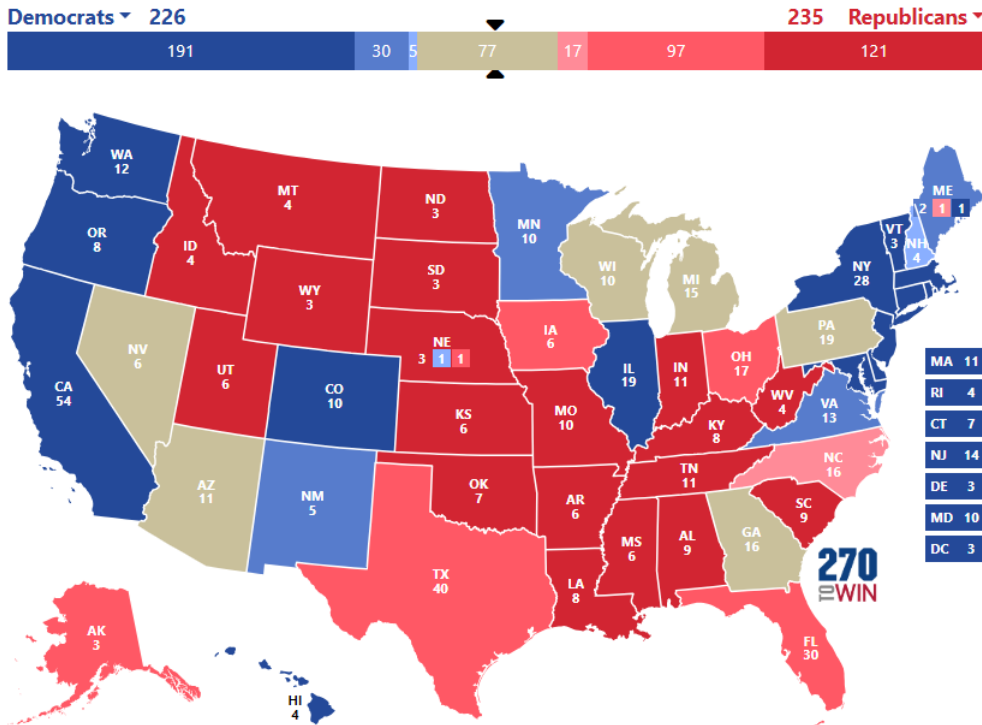 Democrats 226
235 Republicans
191 30 5 77 17 97 121
WA
12
OR
8
CA
54
NV
6
ID
4
MT
4
WY
3
UT
6
AZ
11
CO
10
NM
5
ND
3
SD
3
NE
3 1 1
KS
6
OK
7
TX
40
MN
10
IA
6
MO
10
AR
6
LA
8
WI
10
IL
19
MI
15
IN
11
OH
17
KY
8
TN
11
MS
6
AL
9
GA
16
FL
30
SC
9
NC
16
VA
13
WV
4
PA
19
NY
28
VT
3
NH
4
ME
2 1 1
MA 11
RI 4
CT 7
NJ 14
DE 3
MD 10
DC 3
AK
3
HI
4
270
TO WIN